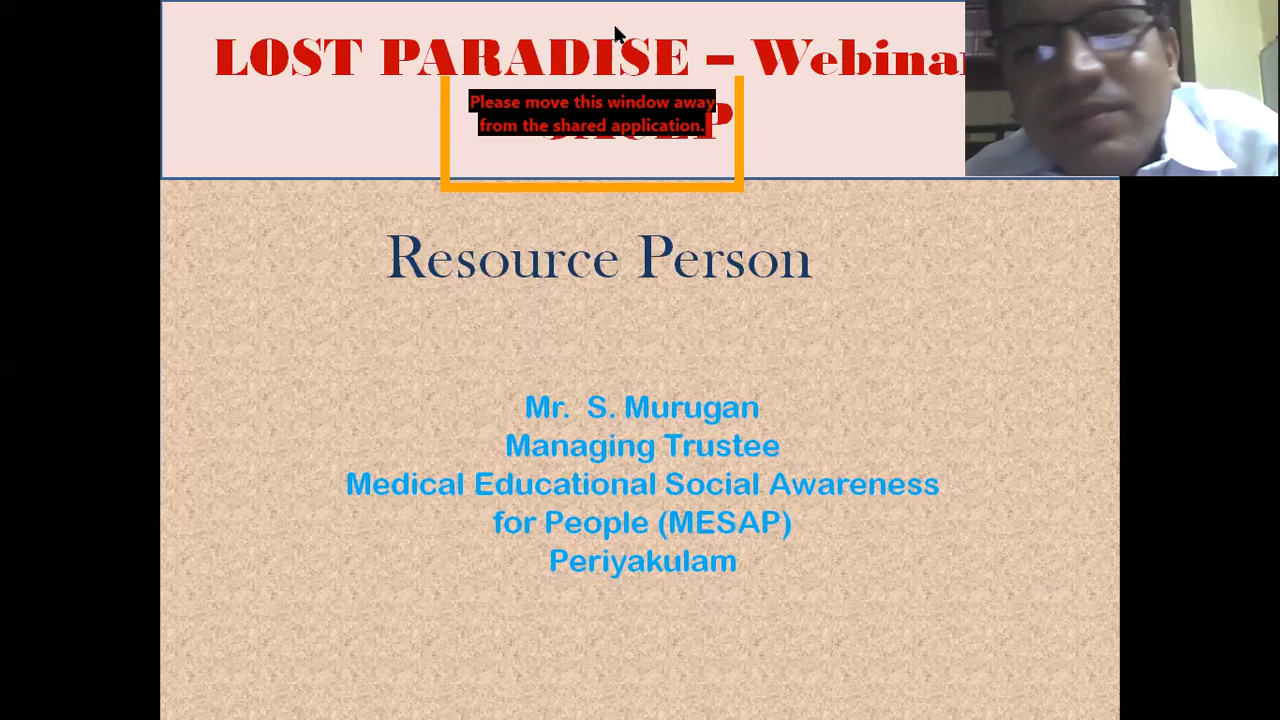 LOST PARADISE – Webinar
Please move this window away
from the shared application.
Resource Person
Mr. S. Murugan
Managing Trustee
Medical Educational Social Awareness
for People (MESAP)
Periyakulam